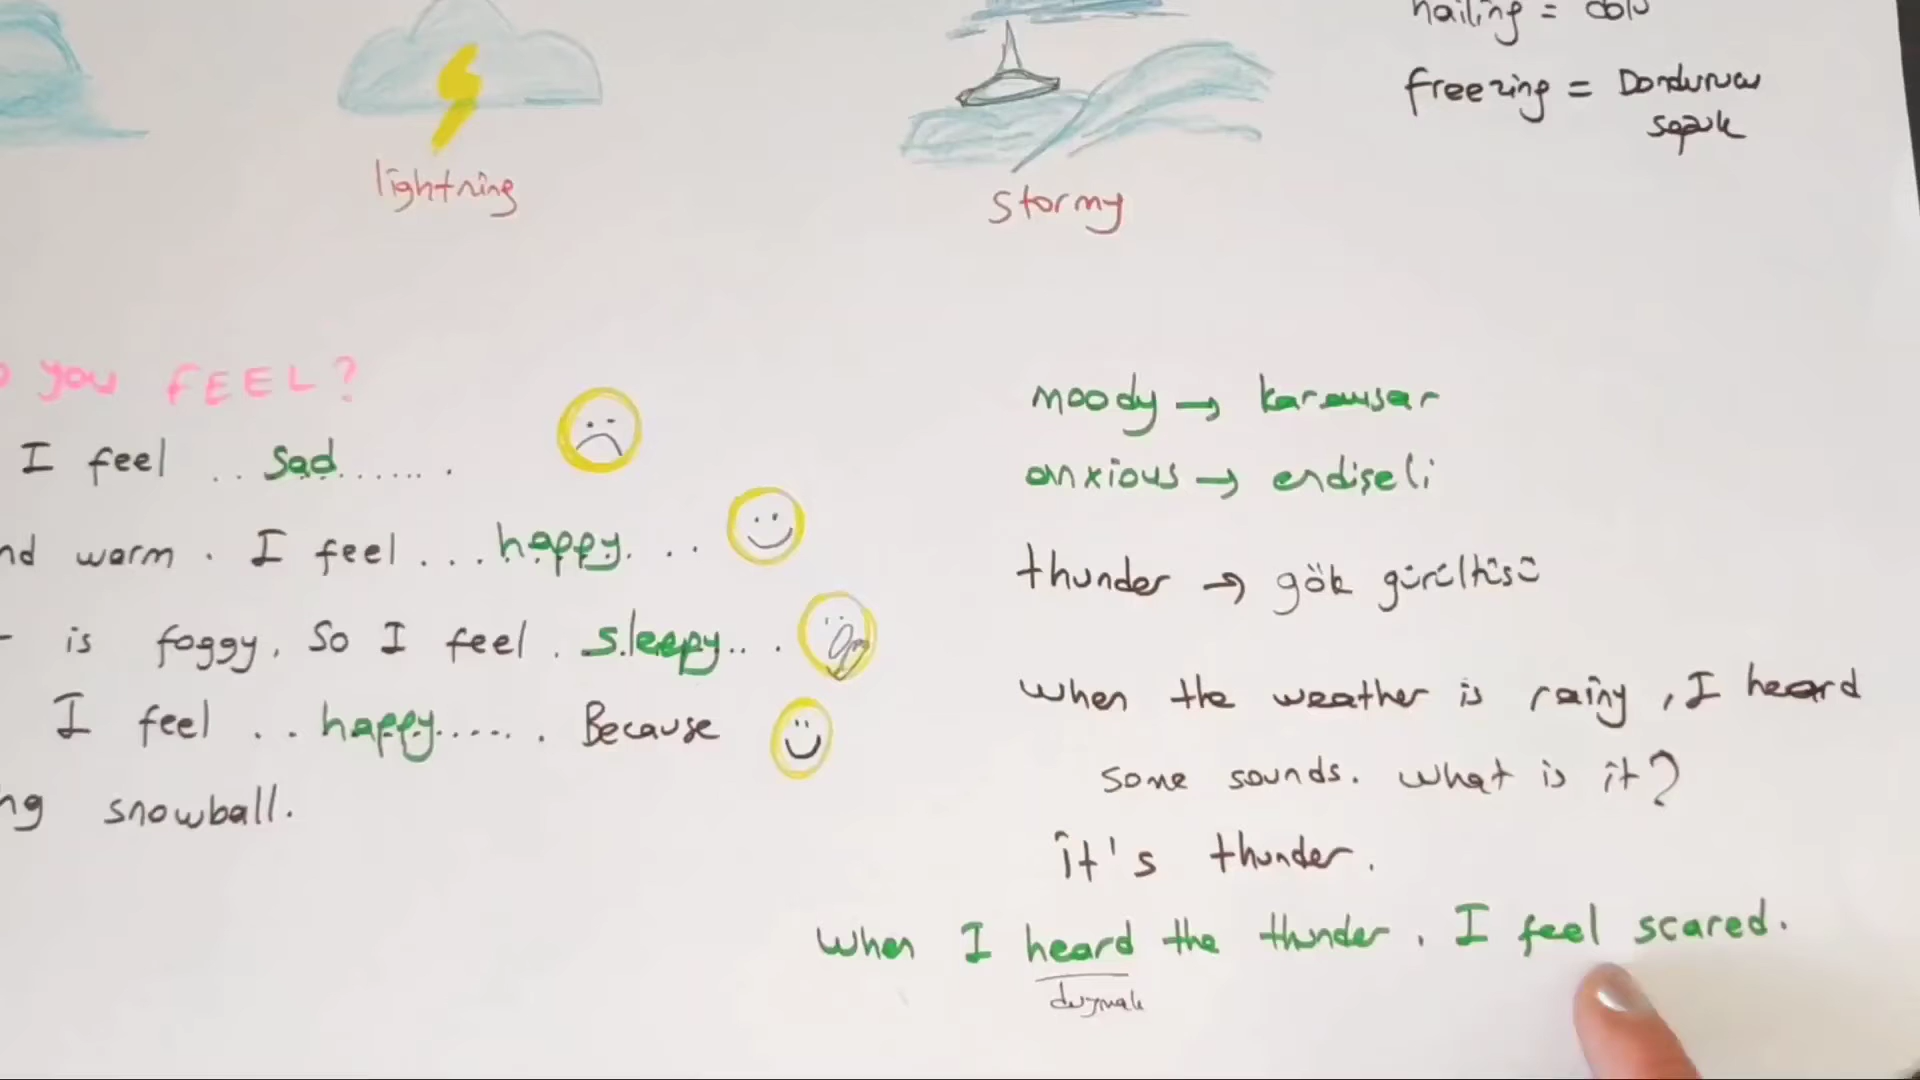 hailing = dolu
freezing = Dondurucu
soğuk
lightning
stormy
you FEEL?
I feel .. sad...... .
nd warm. I feel ... happy. ..
is foggy, So I feel . sleepy.. .
I feel .. happy...... . Because
ng snowball.
moody → karamsar
anxious → endişeli
thunder → gök gürültüsü
When the weather is rainy, I heard
some sounds. What is it?
it's thunder.
When I heard the thunder. I feel scared.
duymak